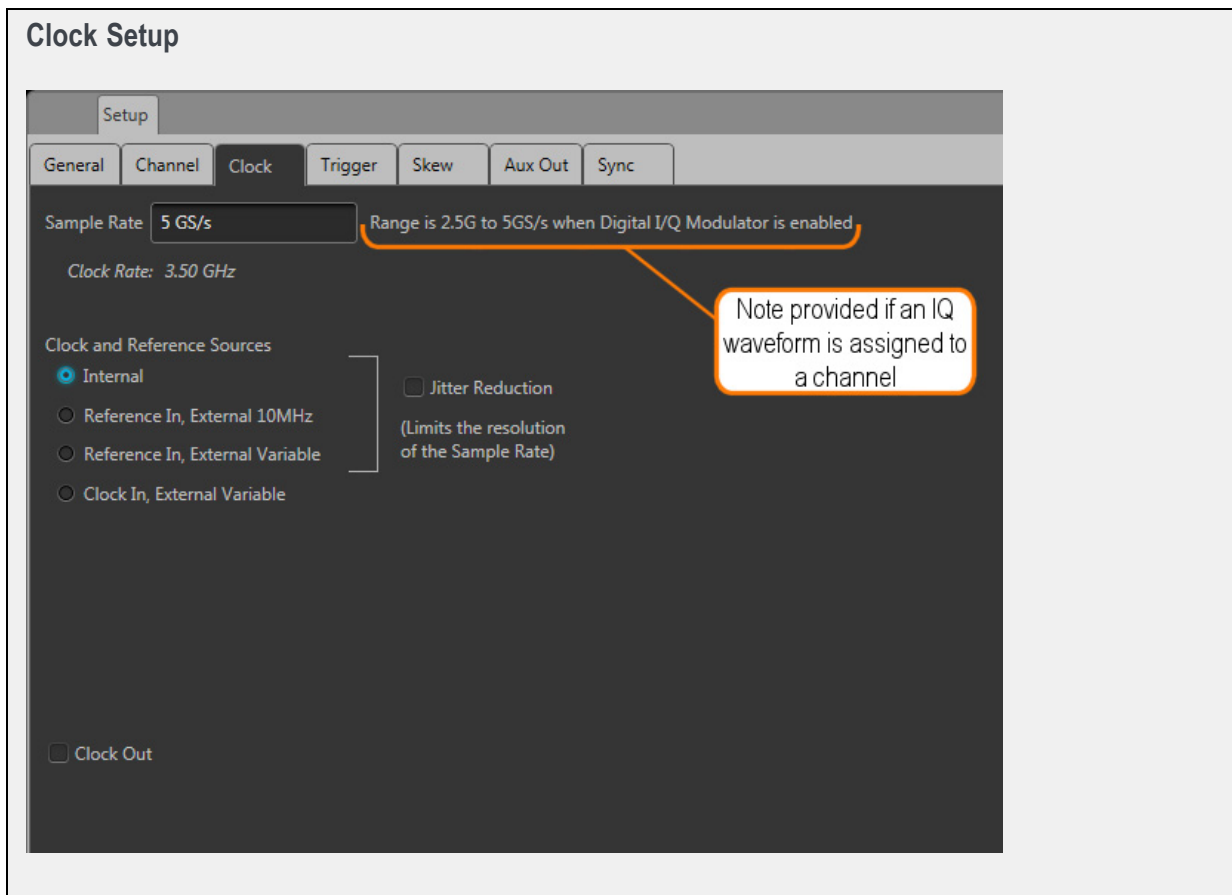 Clock Setup
Setup
General Channel Clock Trigger Skew Aux Out Sync
Sample Rate 5 GS/s Range is 2.5G to 5GS/s when Digital I/Q Modulator is enabled
Clock Rate: 3.50 GHz
Note provided if an IQ
waveform is assigned to
a channel
Clock and Reference Sources
Internal
Reference In, External 10MHz
Reference In, External Variable
Clock In, External Variable
Jitter Reduction
(Limits the resolution
of the Sample Rate)
Clock Out